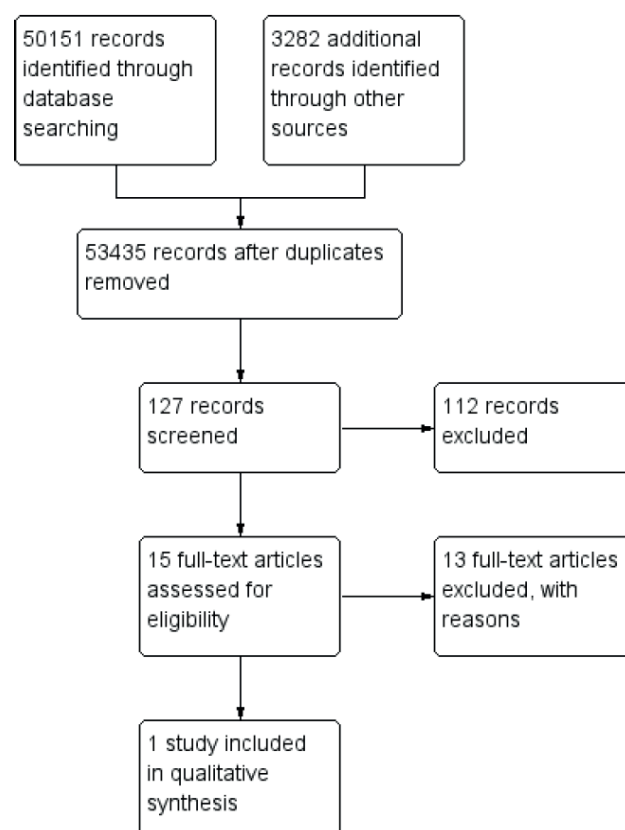 50151 records
identified through
database
searching
3282 additional
records identified
through other
sources
53435 records after duplicates
removed
127 records
screened
112 records
excluded
15 full-text articles
assessed for
eligibility
13 full-text articles
excluded, with
reasons
1 study included
in qualitative
synthesis